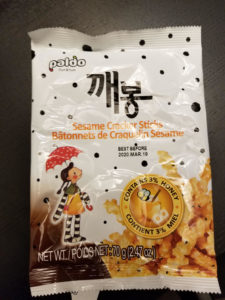 paldo
깨봉
Sesame Cracker Sticks
Bâtonnets de Craquelin Sesame
BEST BEFORE
2020.MAR.19
CONTAINS 3% HONEY
CONTIENT 3% MIEL
NET WT./POIDS NET: 70 g (2.47 oz)